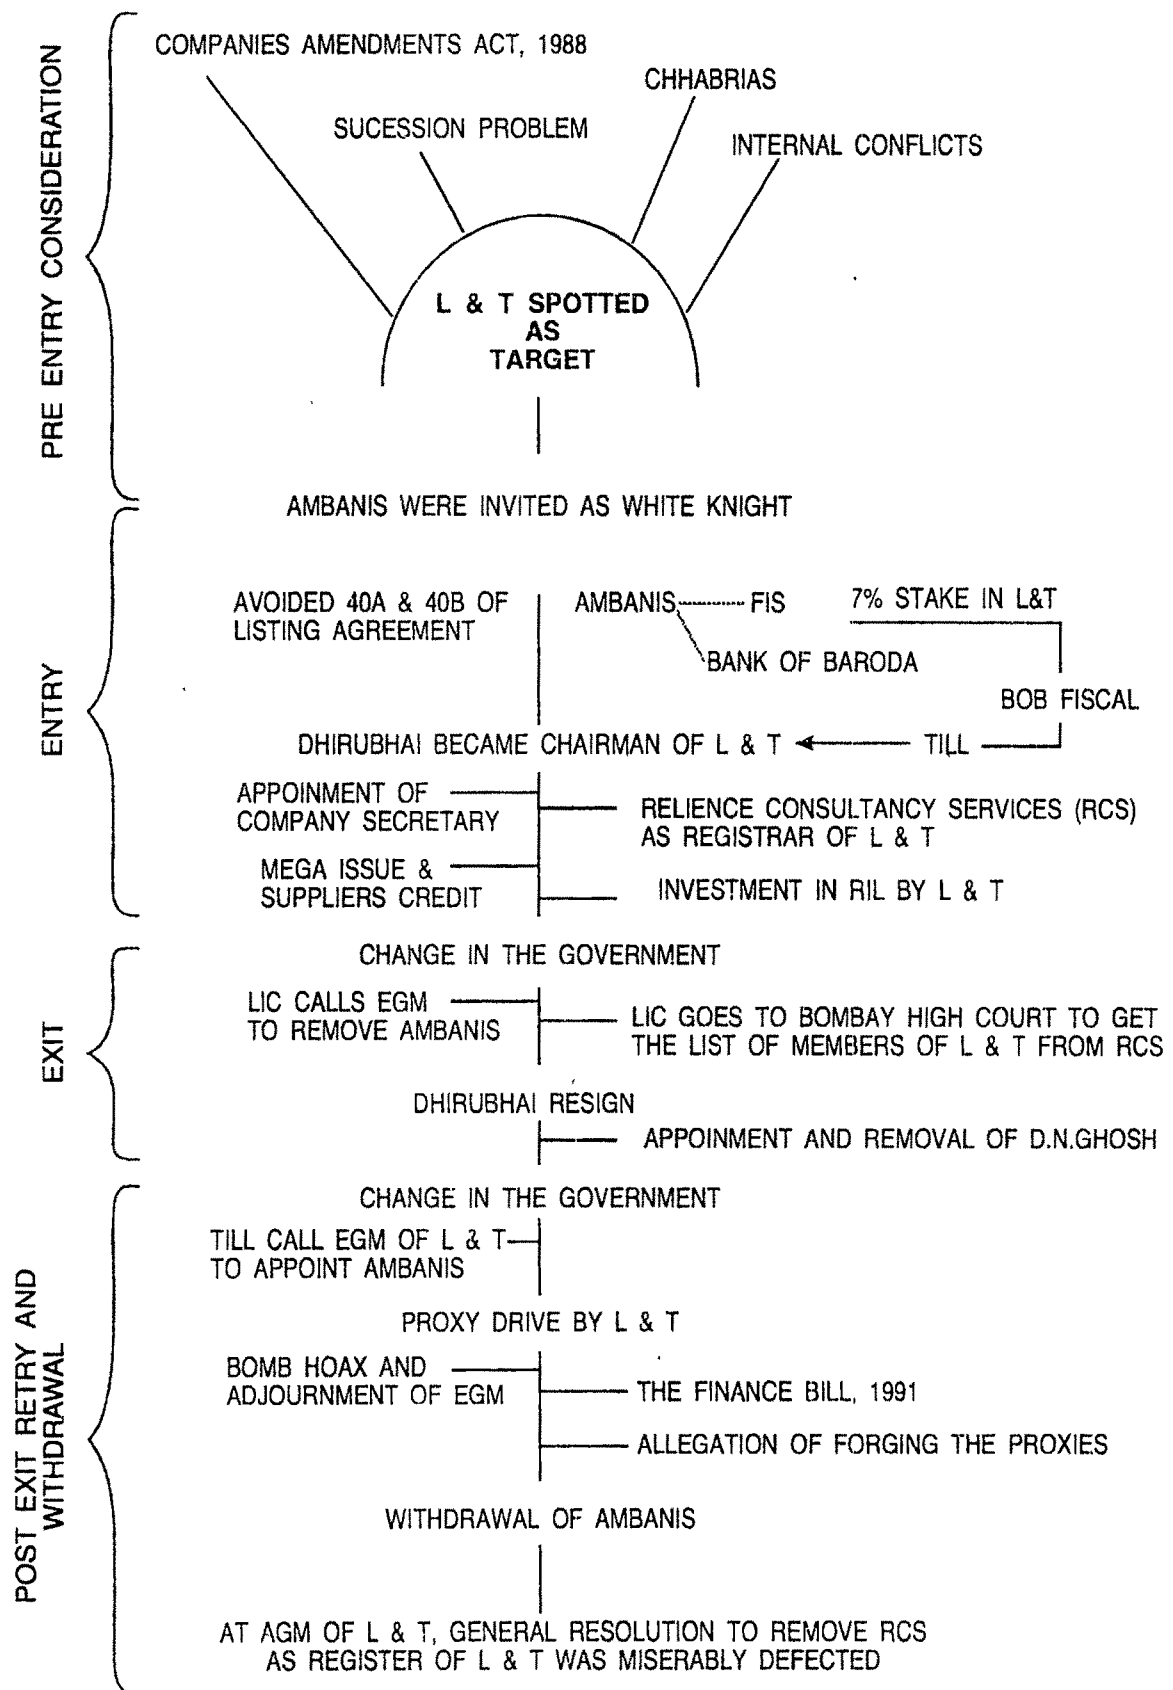 PRE ENTRY CONSIDERATION
COMPANIES AMENDMENTS ACT, 1988
CHHABRIAS
SUCESSION PROBLEM
INTERNAL CONFLICTS
L & T SPOTTED
AS
TARGET
AMBANIS WERE INVITED AS WHITE KNIGHT
ENTRY
AVOIDED 40A & 40B OF
LISTING AGREEMENT
AMBANIS
FIS
7% STAKE IN L&T
BANK OF BARODA
BOB FISCAL
DHIRUBHAI BECAME CHAIRMAN OF L & T
TILL
APPOINMENT OF
COMPANY SECRETARY
RELIENCE CONSULTANCY SERVICES (RCS)
AS REGISTRAR OF L & T
MEGA ISSUE &
SUPPLIERS CREDIT
INVESTMENT IN RIL BY L & T
EXIT
CHANGE IN THE GOVERNMENT
LIC CALLS EGM
TO REMOVE AMBANIS
LIC GOES TO BOMBAY HIGH COURT TO GET
THE LIST OF MEMBERS OF L & T FROM RCS
DHIRUBHAI RESIGN
APPOINMENT AND REMOVAL OF D.N.GHOSH
POST EXIT RETRY AND
WITHDRAWAL
CHANGE IN THE GOVERNMENT
TILL CALL EGM OF L & T
TO APPOINT AMBANIS
PROXY DRIVE BY L & T
BOMB HOAX AND
ADJOURNMENT OF EGM
THE FINANCE BILL, 1991
ALLEGATION OF FORGING THE PROXIES
WITHDRAWAL OF AMBANIS
AT AGM OF L & T, GENERAL RESOLUTION TO REMOVE RCS
AS REGISTER OF L & T WAS MISERABLY DEFECTED